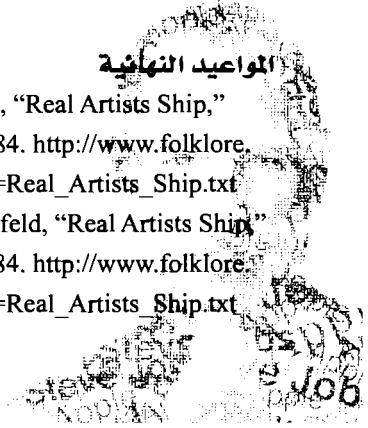 المواعيد النهائية
, “Real Artists Ship,”
84. http://www.folklore.
=Real_Artists_Ship.txt
feld, “Real Artists Ship,”
84. http://www.folklore.
=Real_Artists_Ship.txt
Job